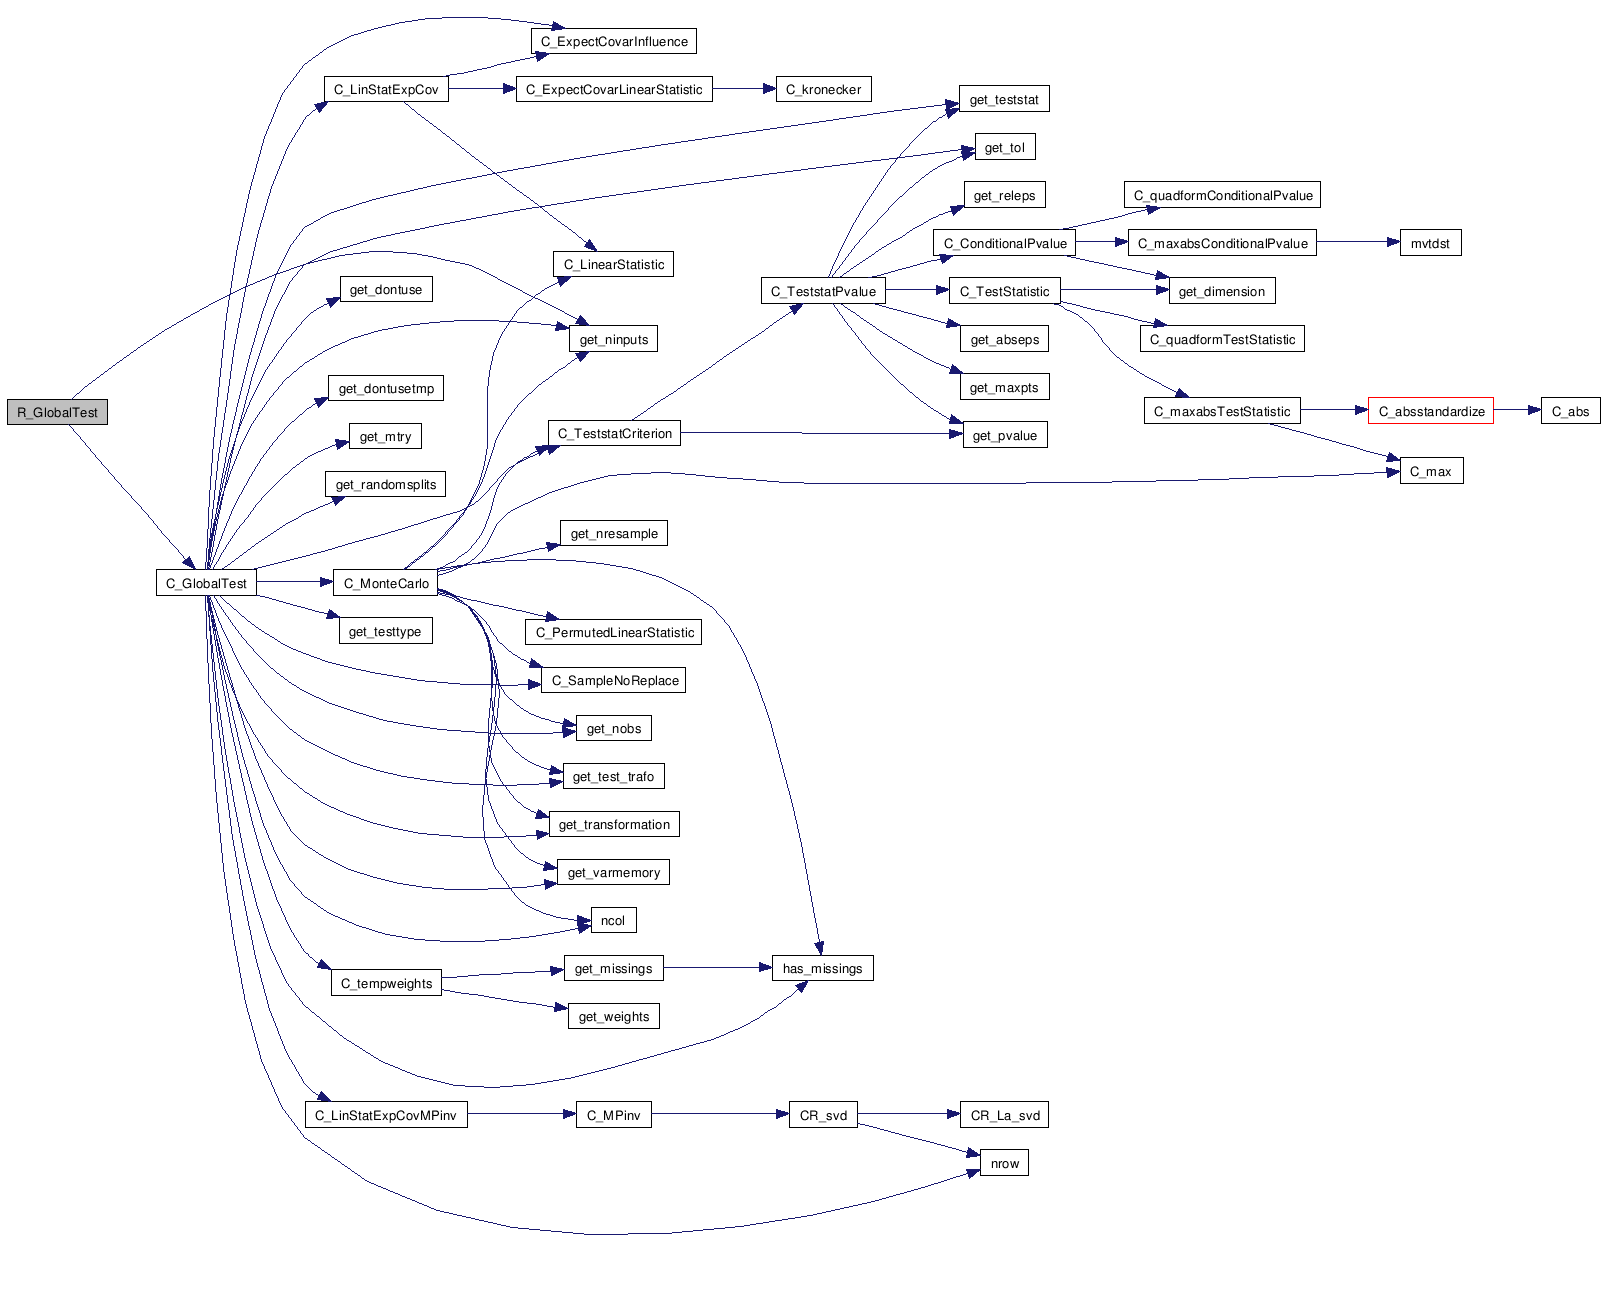 C_ExpectCovarInfluence
C_LinStatExpCov
C_ExpectCovarLinearStatistic
C_kronecker
get_teststat
get_tol
get_releps
C_quadformConditionalPvalue
C_ConditionalPvalue
C_maxabsConditionalPvalue
mvtdst
C_LinearStatistic
get_dontuse
C_TeststatPvalue
C_TestStatistic
get_dimension
get_ninputs
get_abseps
C_quadformTestStatistic
get_dontusetmp
get_maxpts
R_GlobalTest
C_maxabsTestStatistic
C_absstandardize
C_abs
get_mtry
C_TeststatCriterion
get_pvalue
C_max
get_randomsplits
get_nresample
C_GlobalTest
C_MonteCarlo
get_testtype
C_PermutedLinearStatistic
C_SampleNoReplace
get_nobs
get_test_trafo
get_transformation
get_varmemory
ncol
C_tempweights
get_missings
has_missings
get_weights
C_LinStatExpCovMPinv
C_MPinv
CR_svd
CR_La_svd
nrow